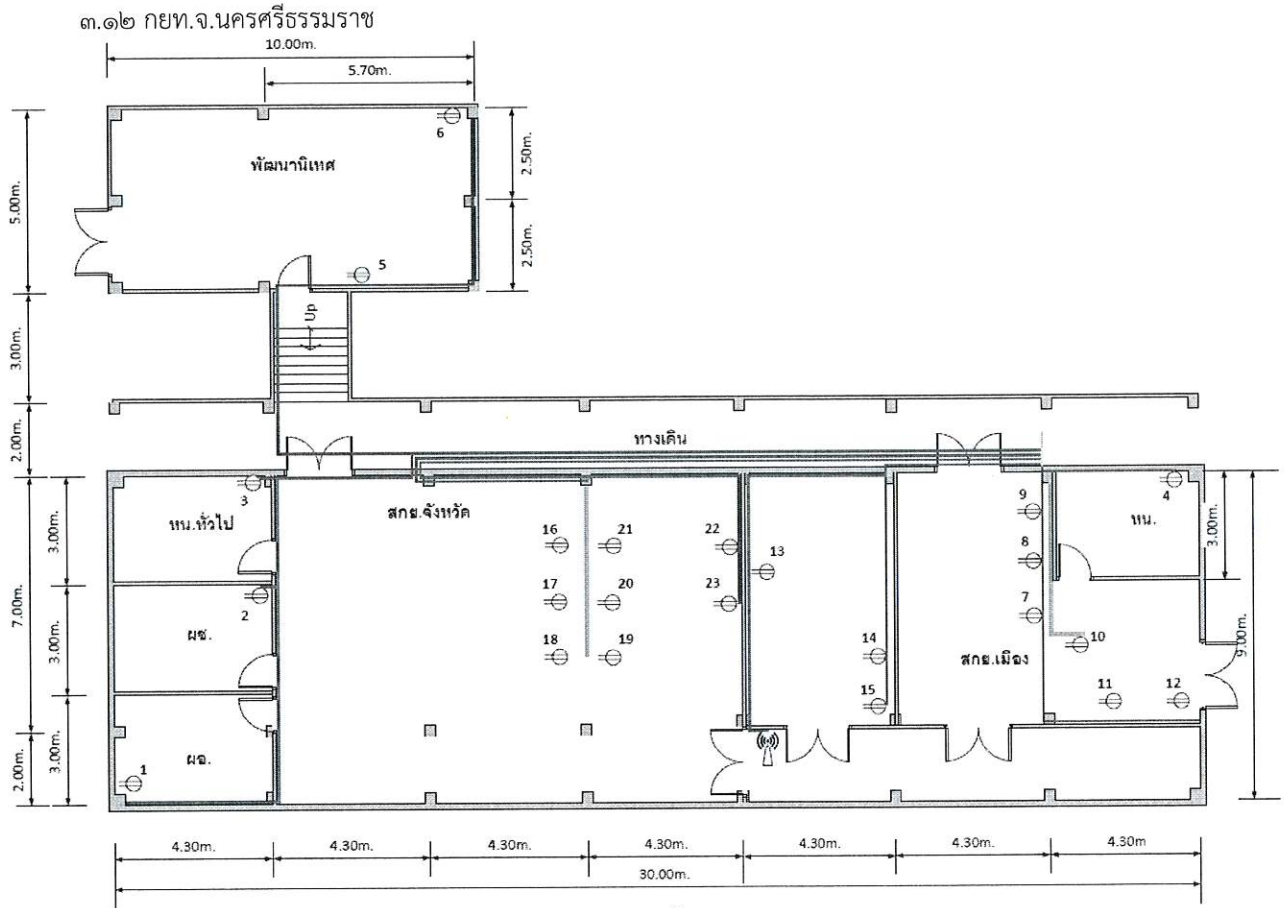 ๓.๑๒ กยท.จ.นครศรีธรรมราช
10.00m.
5.70m.
6
พัฒนานิเทศ
2.50m.
5.00m.
2.50m.
5
Up
3.00m.
2.00m.
ทางเดิน
3
หน.ทั่วไป
สกย.จังหวัด
9
4
หน.
16
21
22
13
8
3.00m.
3.00m.
7.00m.
2
17
20
23
7
ผช.
3.00m.
18
19
14
สกย.เมือง
10
9.00m.
15
11
12
ผอ.
1
2.00m.
3.00m.
4.30m.
4.30m.
4.30m.
4.30m.
4.30m.
4.30m.
4.30m
30.00m.